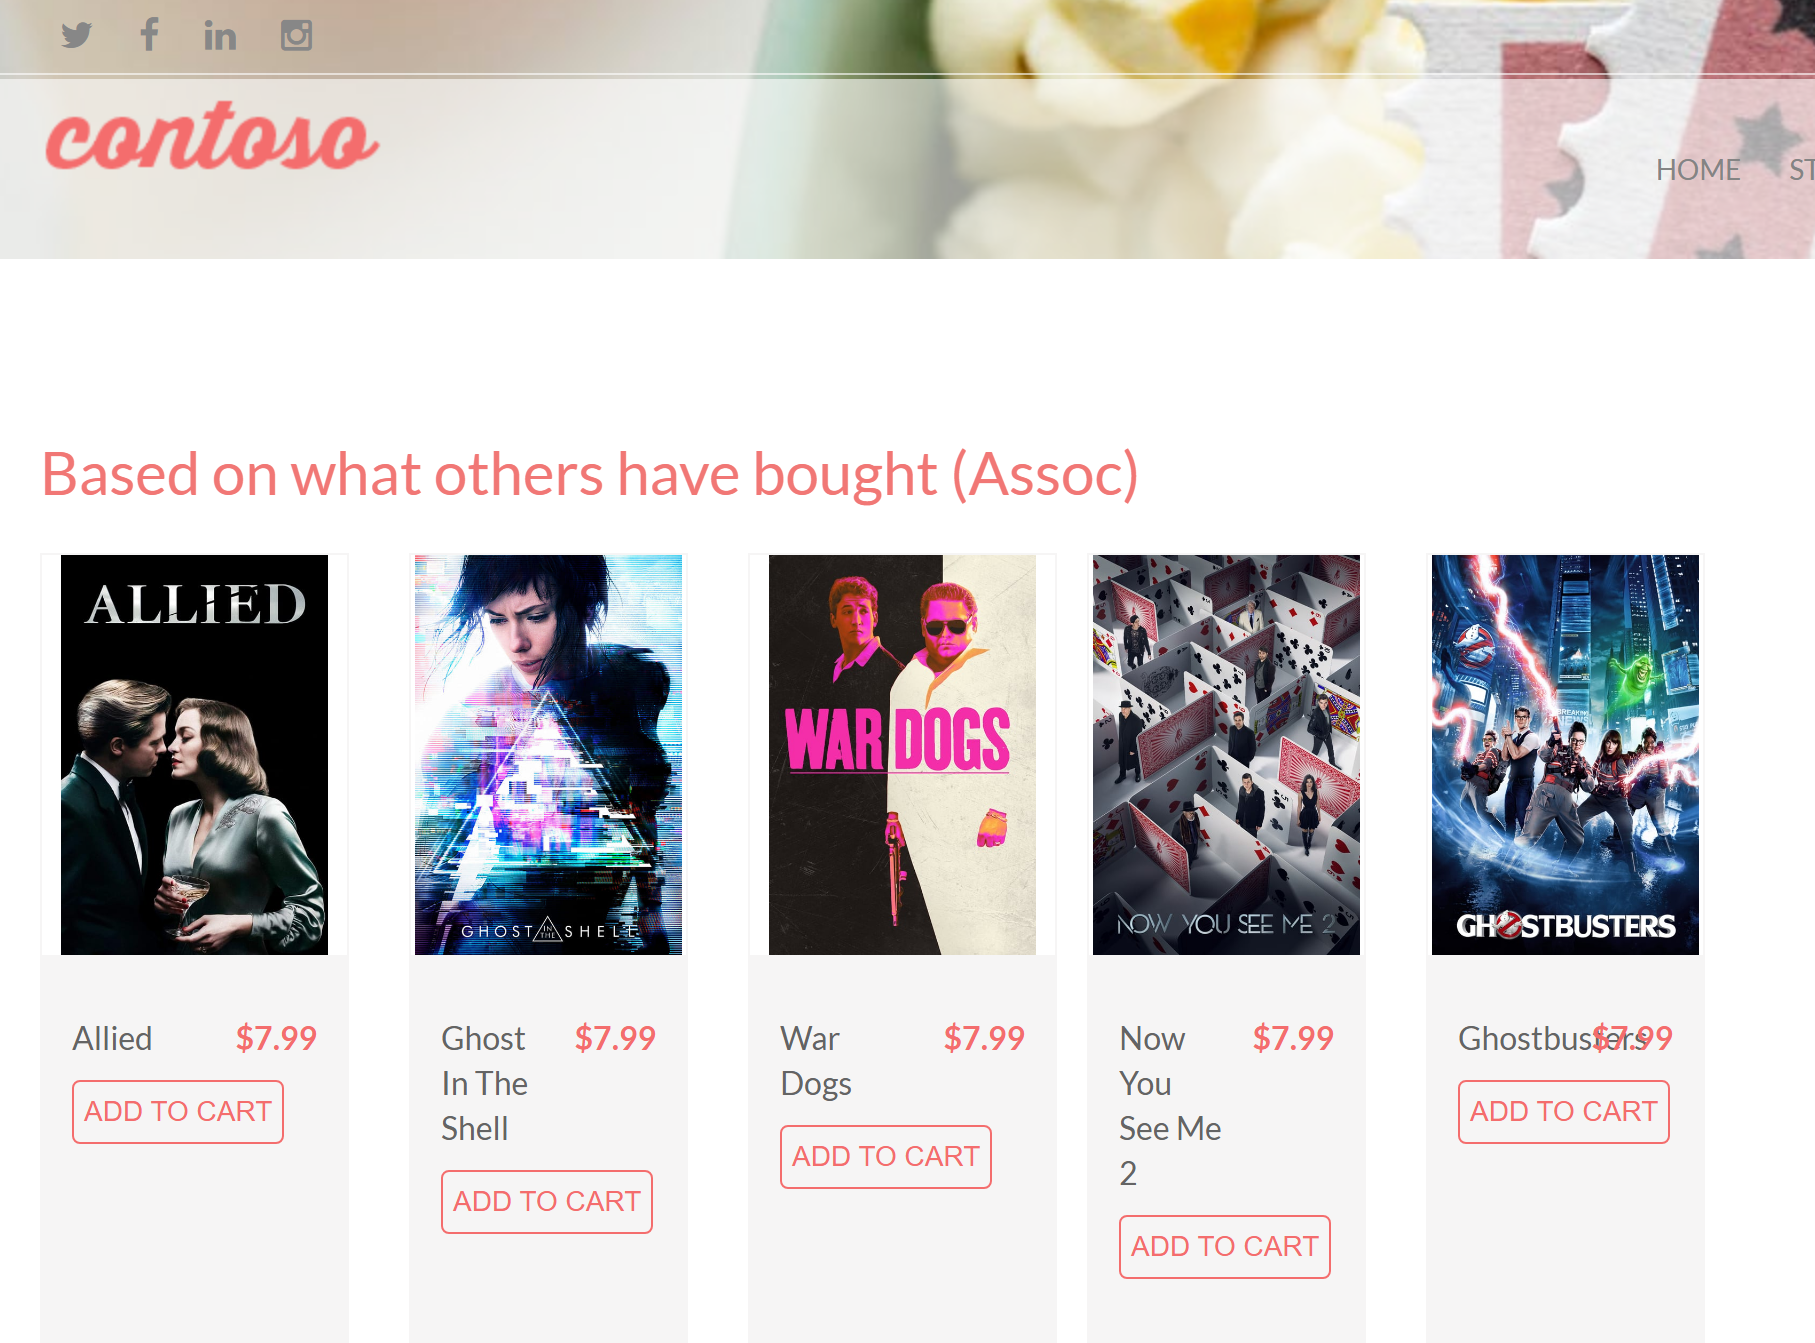 contoso
HOME ST
Based on what others have bought (Assoc)
ALLIED
GHOST IN THE SHELL
WAR DOGS
NOW YOU SEE ME 2
BREAKING
NEWS
GHOSTBUSTERS
Allied $7.99
ADD TO CART
Ghost $7.99
In The
Shell
ADD TO CART
War $7.99
Dogs
ADD TO CART
Now $7.99
You
See Me
2
ADD TO CART
Ghostbusters $7.99
ADD TO CART